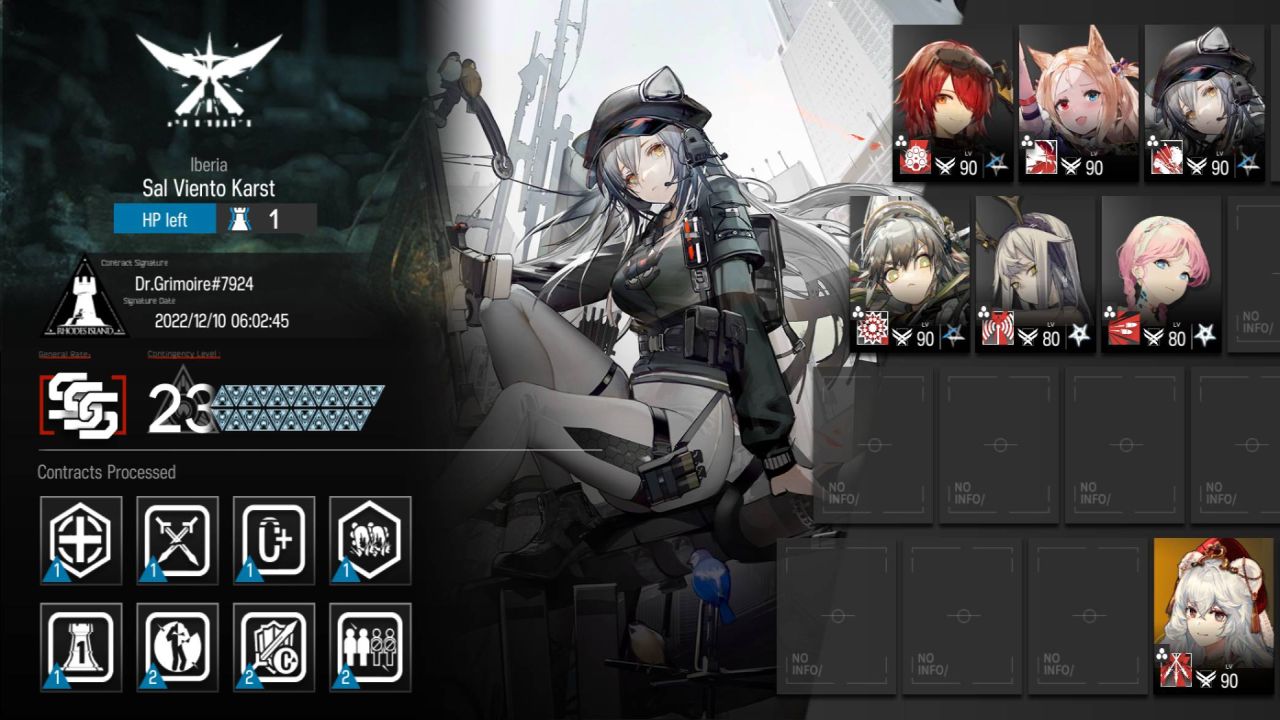 Iberia
Sal Viento Karst
HP left
1
Contract Signature
Dr.Grimoire#7924
Signature Date
2022/12/10 06:02:45
RHODES ISLAND
General Rate:
Contingency Level:
23
Contracts Processed
1
1
1
1
1
1
2
2
C
2
LV
90
LV
90
LV
90
LV
90
LV
80
LV
80
NO
INFO/
NO
INFO/
NO
INFO/
NO
INFO/
NO
INFO/
NO
INFO/
NO
INFO/
NO
INFO/
LV
90